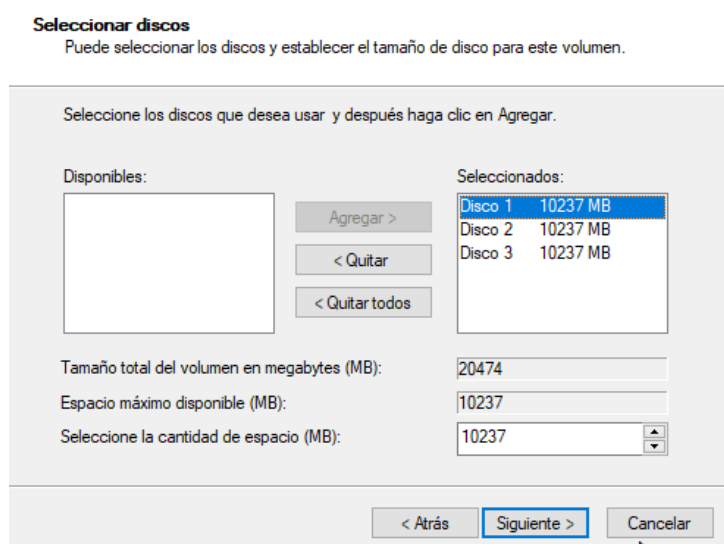 Seleccionar discos
Puede seleccionar los discos y establecer el tamaño de disco para este volumen.
Seleccione los discos que desea usar y después haga clic en Agregar.
Disponibles:
Seleccionados:
Agregar >
< Quitar
< Quitar todos
Disco 1 10237 MB
Disco 2 10237 MB
Disco 3 10237 MB
Tamaño total del volumen en megabytes (MB): 20474
Espacio máximo disponible (MB): 10237
Seleccione la cantidad de espacio (MB): 10237
< Atrás
Siguiente >
Cancelar